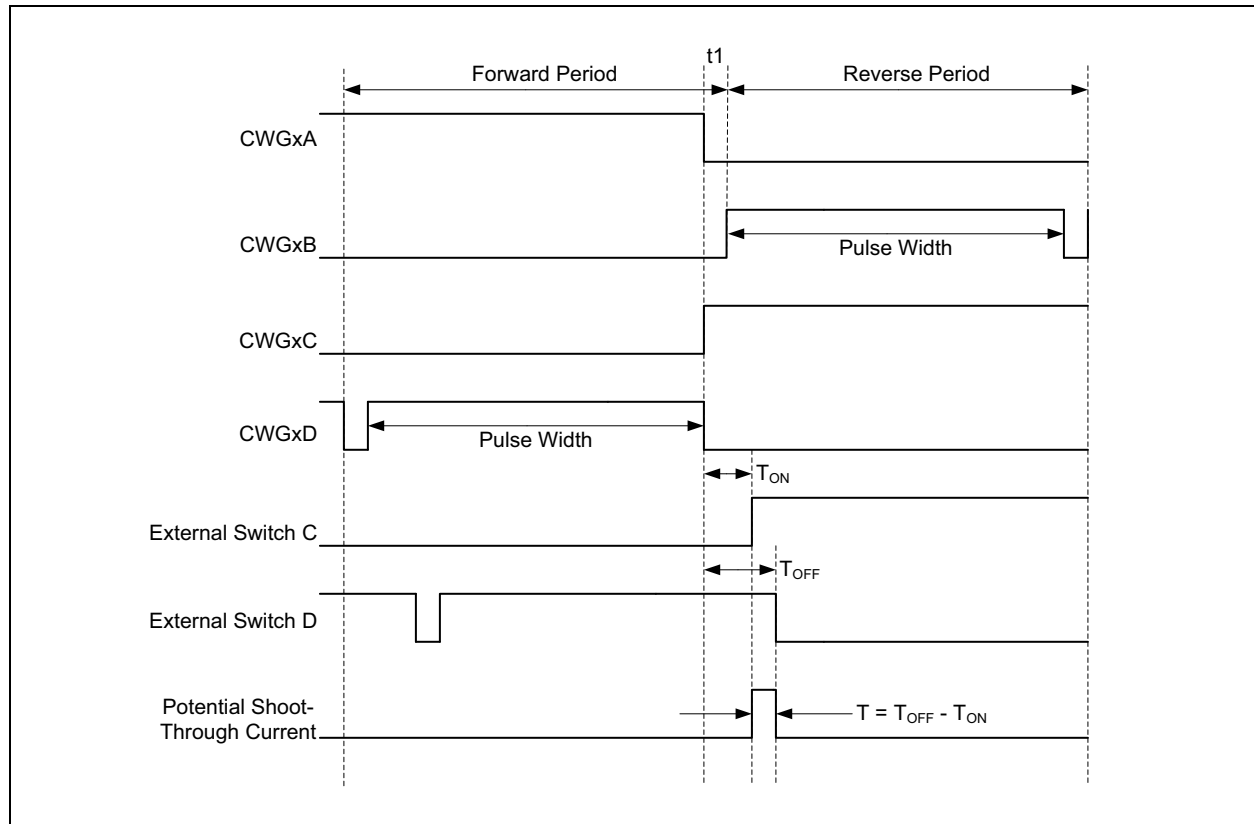 t1
Forward Period
Reverse Period
CWGxA
CWGxB
Pulse Width
CWGxC
CWGxD
Pulse Width
TON
External Switch C
TOFF
External Switch D
Potential Shoot-
Through Current
T = TOFF - TON